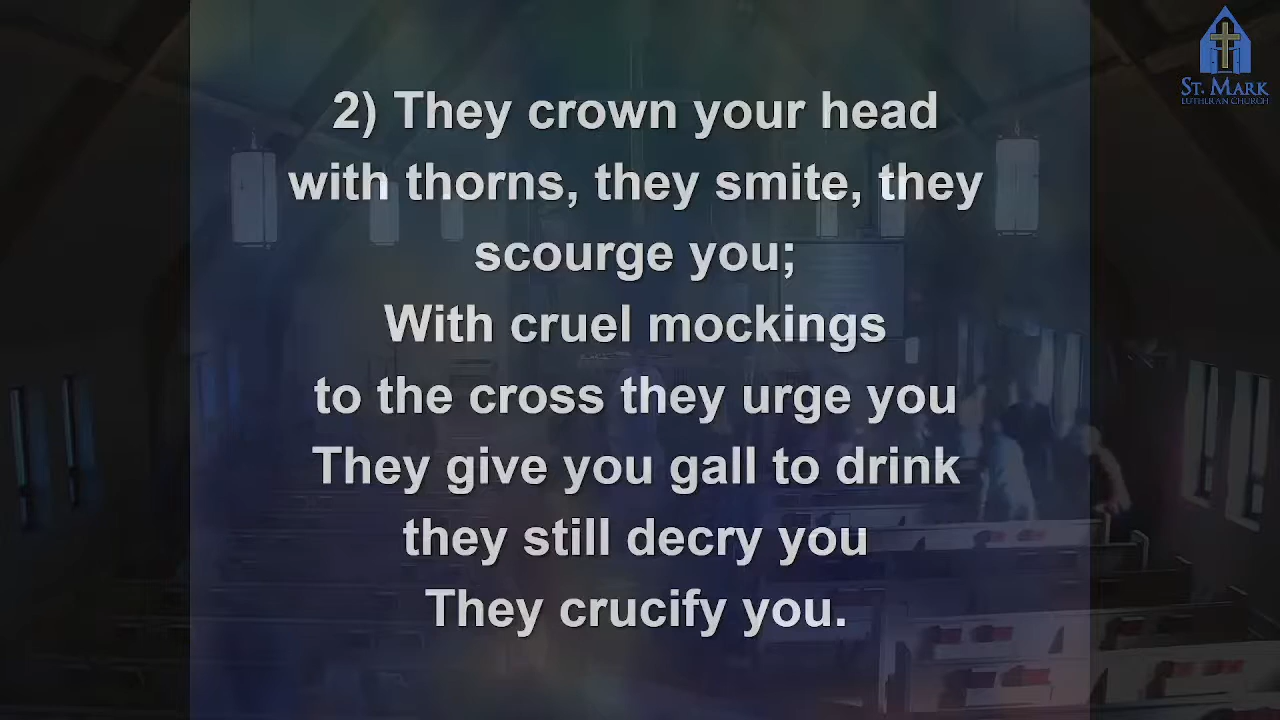 ST. MARK
LUTHERAN CHURCH
2) They crown your head
with thorns, they smite, they
scourge you;
With cruel mockings
to the cross they urge you
They give you gall to drink
they still decry you
They crucify you.